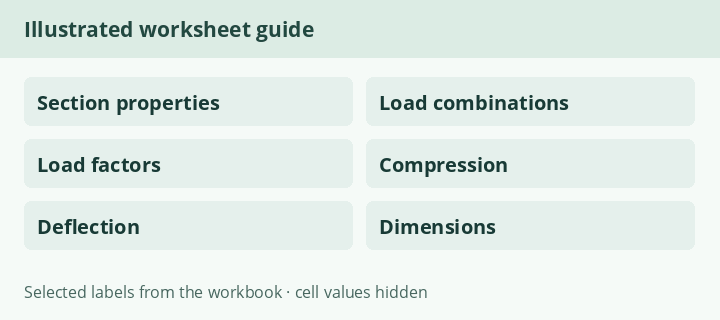 Illustrated worksheet guide
Section properties
Load combinations
Load factors
Compression
Deflection
Dimensions
Selected labels from the workbook · cell values hidden